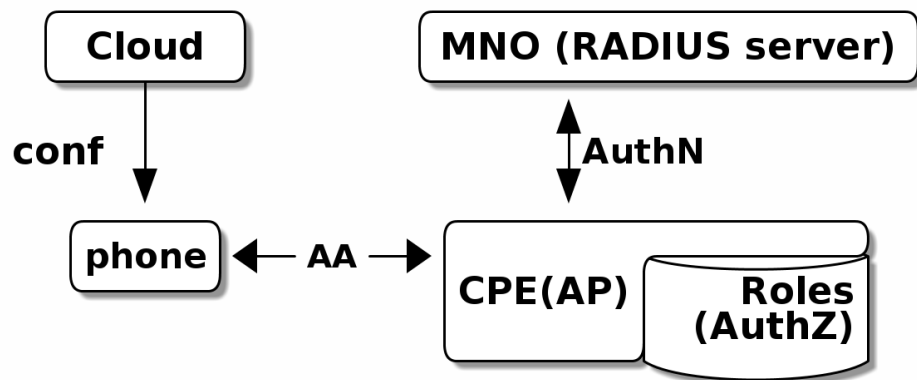 Cloud
MNO (RADIUS server)
conf
AuthN
phone
AA
CPE(AP)
Roles
(AuthZ)